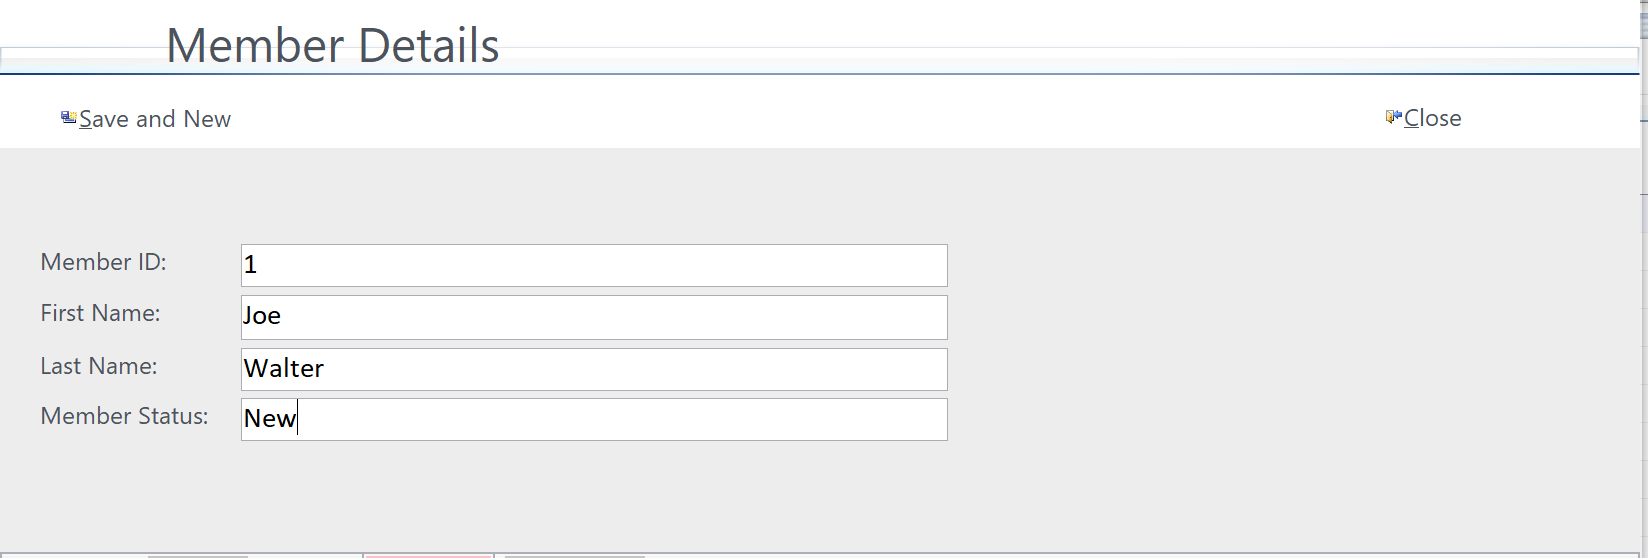 Member Details
Save and New
Close
Member ID: 1
First Name: Joe
Last Name: Walter
Member Status: New